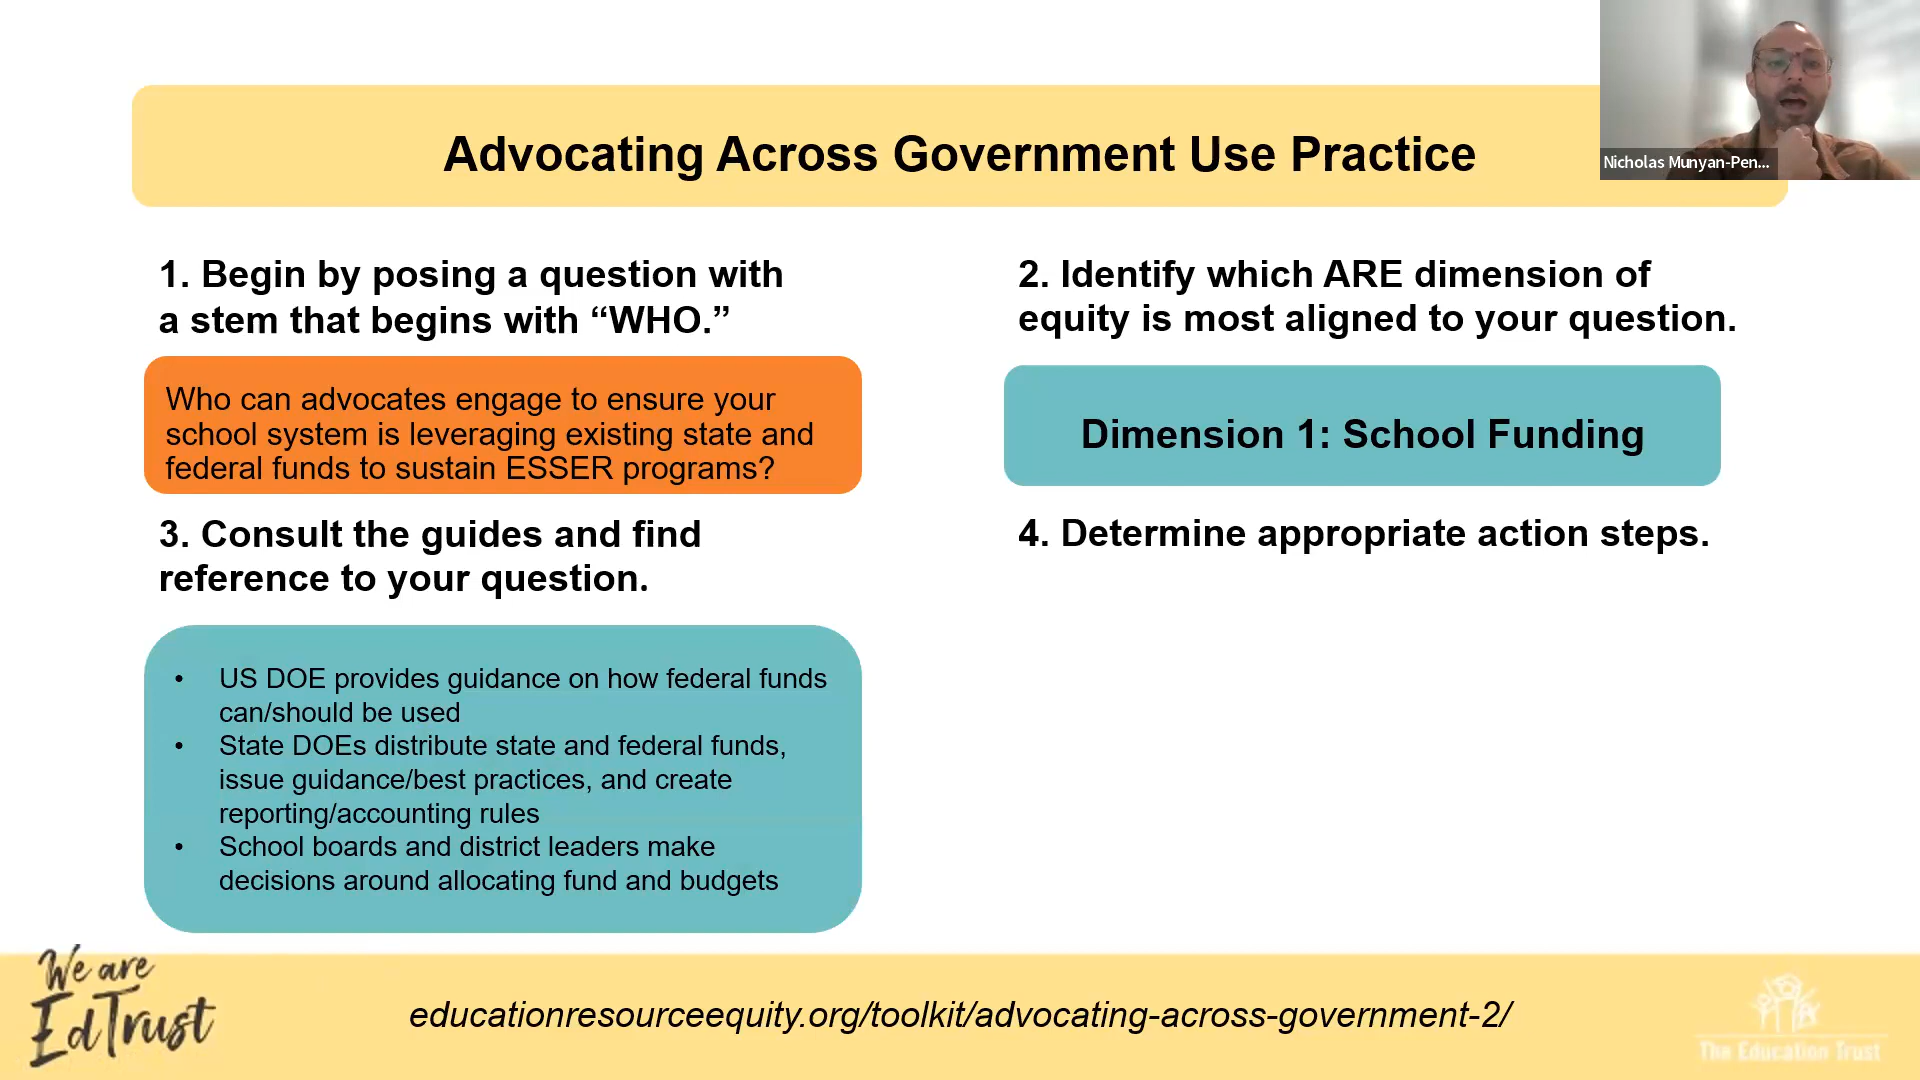 Advocating Across Government Use Practice
Nicholas Munyan-Pen...
1. Begin by posing a question with
a stem that begins with “WHO.”
Who can advocates engage to ensure your
school system is leveraging existing state and
federal funds to sustain ESSER programs?
2. Identify which ARE dimension of
equity is most aligned to your question.
Dimension 1: School Funding
3. Consult the guides and find
reference to your question.
• US DOE provides guidance on how federal funds
can/should be used
• State DOEs distribute state and federal funds,
issue guidance/best practices, and create
reporting/accounting rules
• School boards and district leaders make
decisions around allocating fund and budgets
4. Determine appropriate action steps.
We are
EdTrust
educationresourceequity.org/toolkit/advocating-across-government-2/
The Education Trust